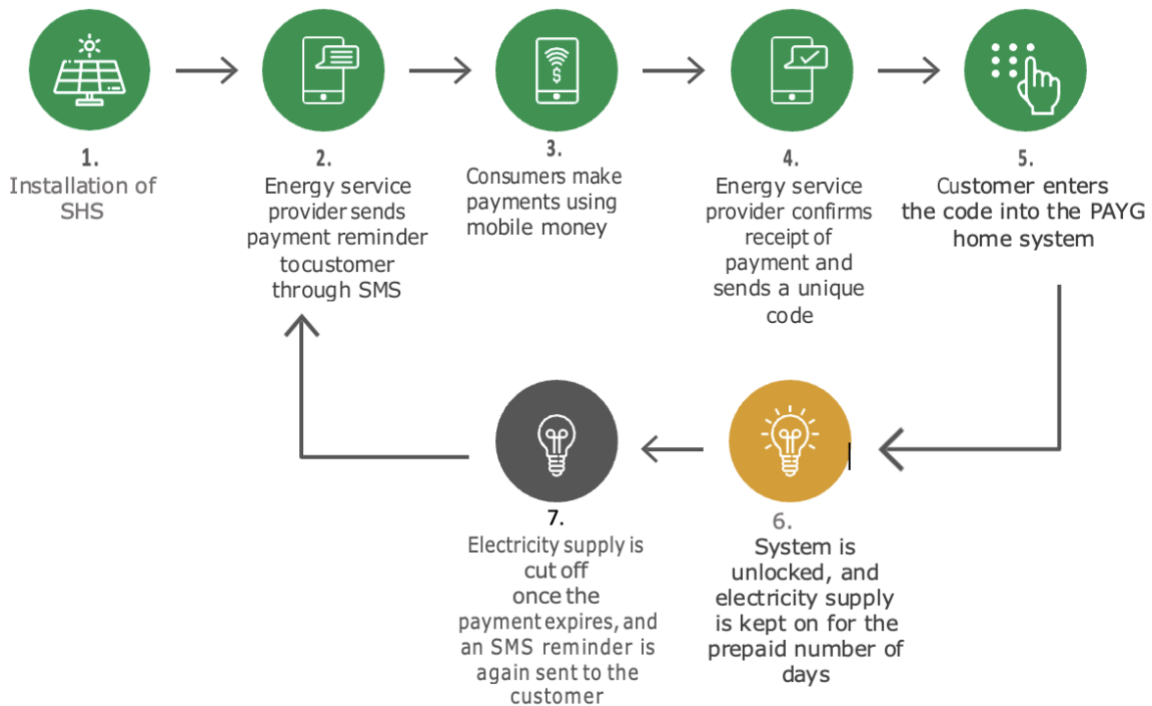 1.
Installation of
SHS
2.
Energy service
provider sends
payment reminder
to customer
through SMS
3.
Consumers make
payments using
mobile money
4.
Energy service
provider confirms
receipt of
payment and
sends a unique
code
5.
Customer enters
the code into the PAYG
home system
6.
System is
unlocked, and
electricity supply
is kept on for the
prepaid number of
days
7.
Electricity supply is
cut off
once the
payment expires, and
an SMS reminder is
again sent to the
customer
$